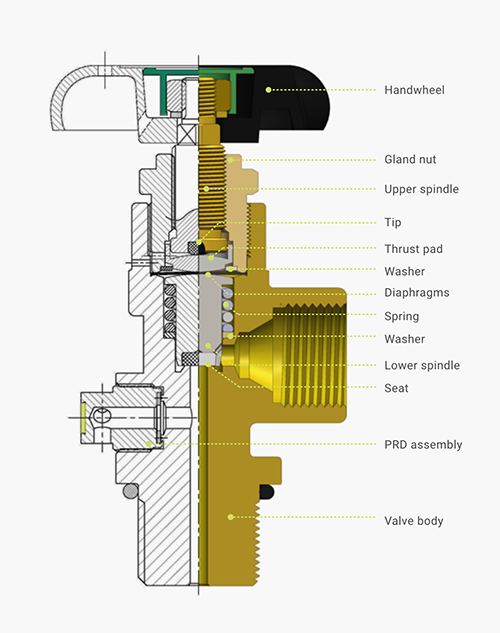 Handwheel
Gland nut
Upper spindle
Tip
Thrust pad
Washer
Diaphragms
Spring
Washer
Lower spindle
Seat
PRD assembly
Valve body